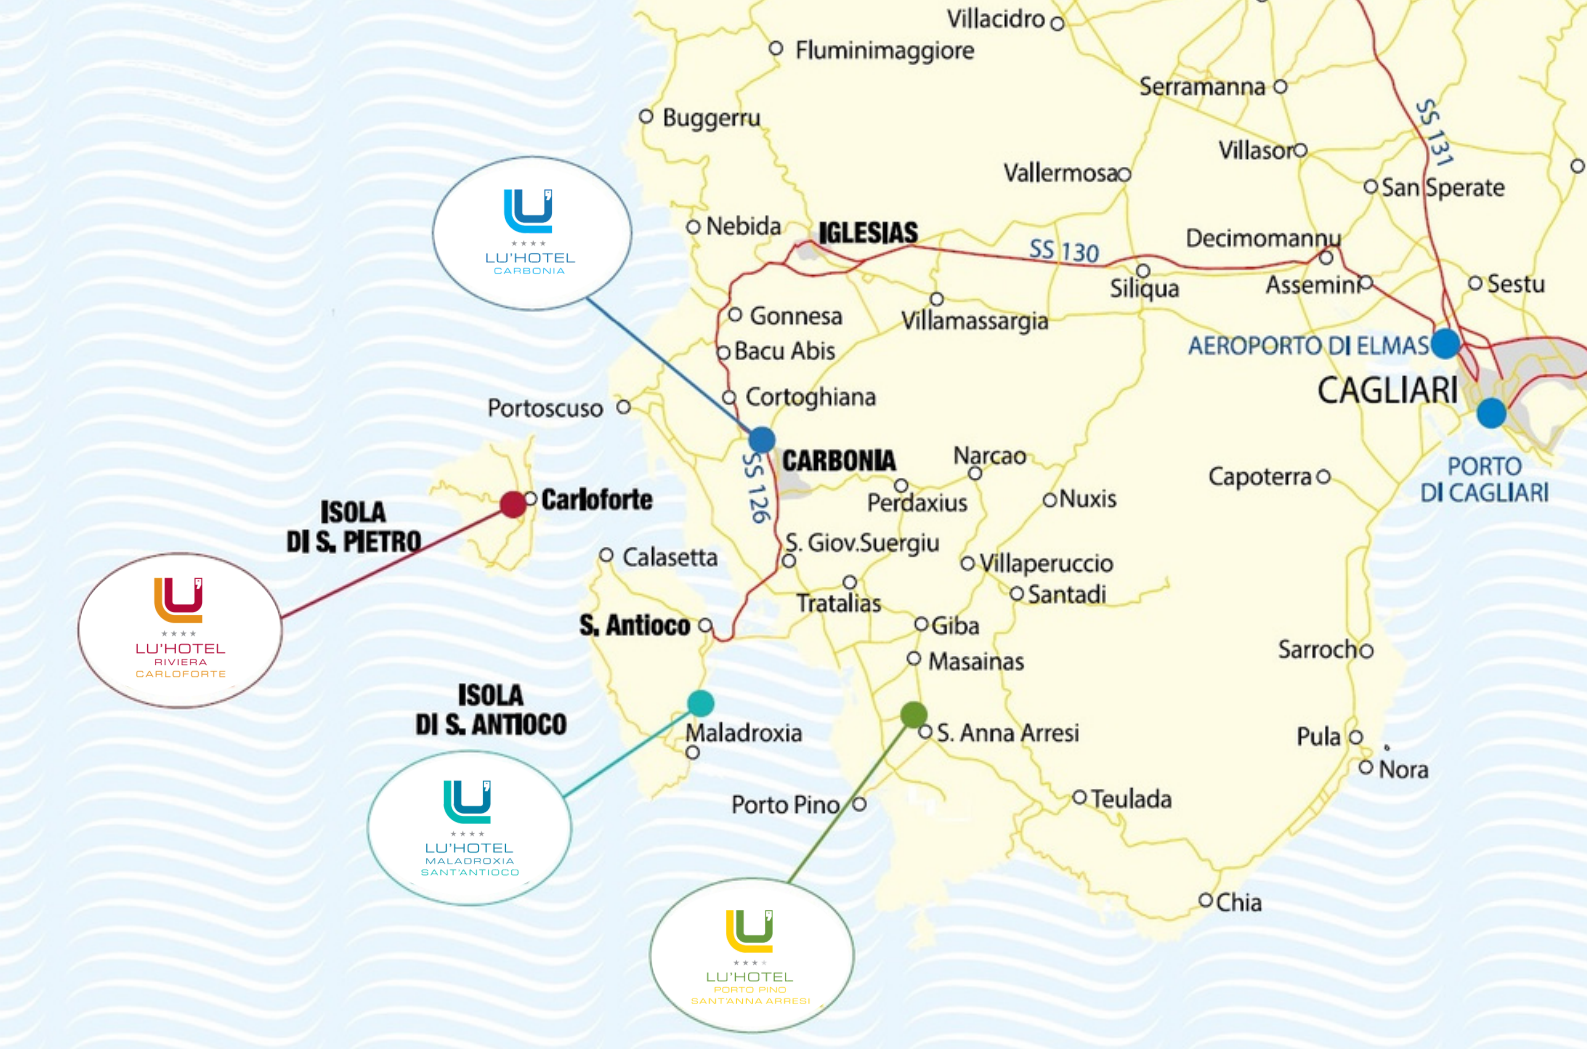 Villacidro
Fluminimaggiore
Serramanna
Buggerru
SS 131
Villasor
Vallermosa
San Sperate
Nebida
IGLESIAS
Decimomannu
SS 130
LU'HOTEL
CARBONIA
Siliqua
Assemini
Sestu
Gonnesa
Villamassargia
Bacu Abis
AEROPORTO DI ELMAS
CAGLIARI
Cortoghiana
Portoscuso
CARBONIA
Narcao
PORTO
DI CAGLIARI
Capoterra
SS 126
Perdaxius
Nuxis
Carloforte
ISOLA
DI S. PIETRO
S. Giov.Suergiu
Calasetta
Villaperuccio
Tratalias
Santadi
S. Antioco
Giba
LU'HOTEL
RIVIERA
CARLOFORTE
Masainas
Sarroch
ISOLA
DI S. ANTIOCO
Maladroxia
S. Anna Arresi
Pula
Nora
Porto Pino
Teulada
LU'HOTEL
MALADROXIA
SANT'ANTIOCO
Chia
LU'HOTEL
PORTO PINO
SANT'ANNA ARRESI